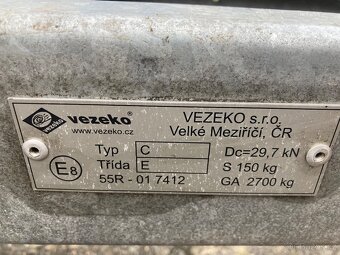 vezeko
www.vezeko.cz
VEZEKO s.r.o.
Velké Meziříčí, ČR
E8
Typ C Dc=29,7 kN
Třída E S 150 kg
55R - 01 7412 GA 2700 kg